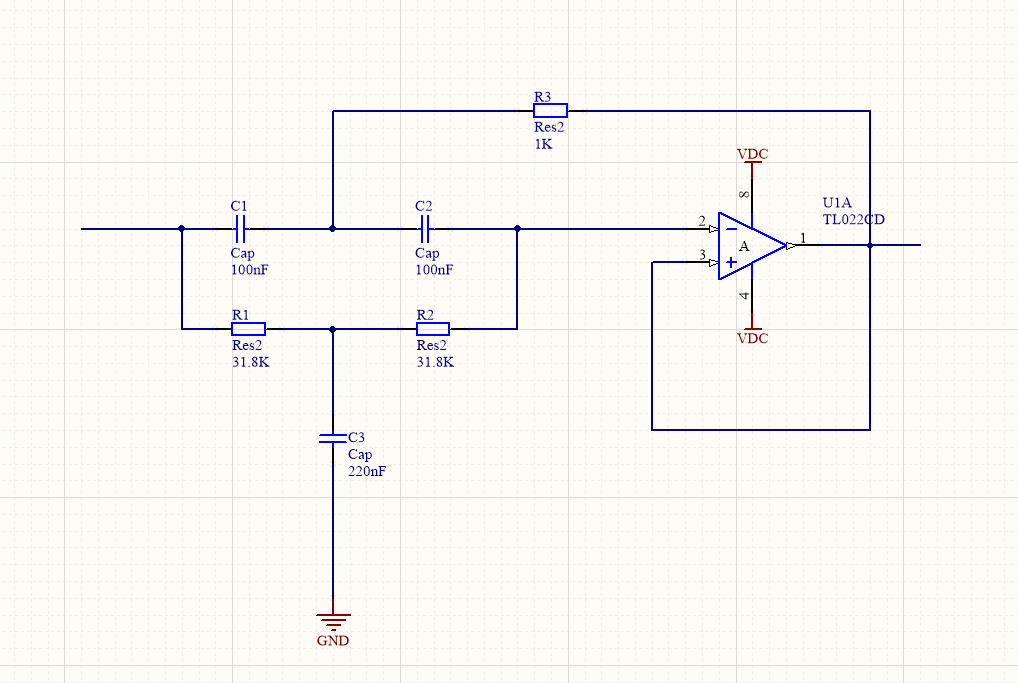 R3
Res2
1K
VDC
8
C1
Cap
100nF
C2
Cap
100nF
U1A
TL022CD
2
3
A
1
4
VDC
R1
Res2
31.8K
R2
Res2
31.8K
C3
Cap
220nF
GND